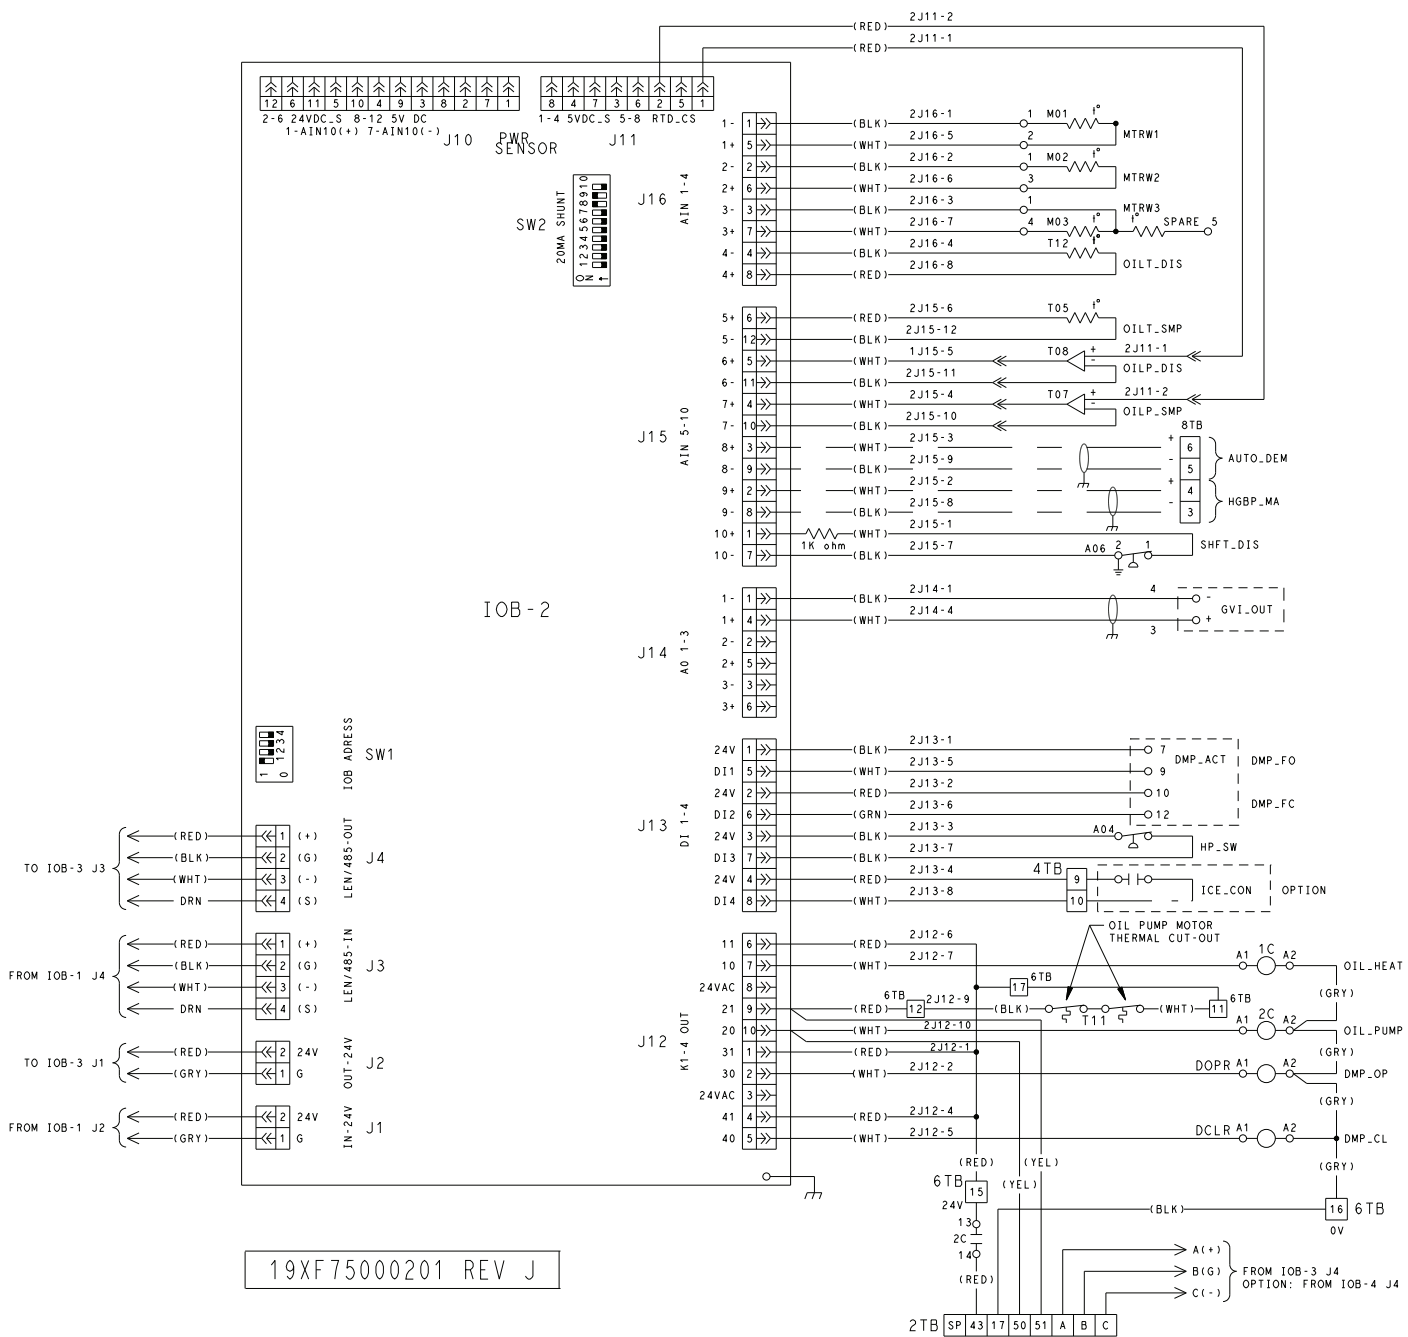 2J11-2
(RED)
2J11-1
(RED)
12 6 11 5 10 4 9 3 8 2 7 1
8 4 7 3 6 2 5 1
2-6 24VDC_S 8-12 5V DC
1-AIN10(+) 7-AIN10(-)
1-4 5VDC_S 5-8 RTD_CS
J10 PWR SENSOR J11
SW2
20MA SHUNT
1 2 3 4 5 6 7 8 9 10
ON
J16
AIN 1-4
1- 1 (BLK) 2J16-1 1 M01 t°
1+ 5 (WHT) 2J16-5 2 MTRW1
2- 2 (BLK) 2J16-2 1 M02 t°
2+ 6 (WHT) 2J16-6 3 MTRW2
3- 3 (BLK) 2J16-3 1 MTRW3
3+ 7 (WHT) 2J16-7 4 M03 t° t° SPARE 5
4- 4 (BLK) 2J16-4 T12 t°
4+ 8 (RED) 2J16-8 OILT_DIS
J15
AIN 5-10
5+ 6 (RED) 2J15-6 T05 t°
5- 12 (BLK) 2J15-12 OILT_SMP
6+ 5 (WHT) 1J15-5 T08 + - 2J11-1
6- 11 (BLK) 2J15-11 OILP_DIS
7+ 4 (WHT) 2J15-4 T07 + - 2J11-2
7- 10 (BLK) 2J15-10 OILP_SMP
8TB
8+ 3 (WHT) 2J15-3 + 6
8- 9 (BLK) 2J15-9 - 5 AUTO_DEM
9+ 2 (WHT) 2J15-2 + 4
9- 8 (BLK) 2J15-8 - 3 HGBP_MA
10+ 1 1K ohm (WHT) 2J15-1
10- 7 (BLK) 2J15-7 A06 2 1 SHFT_DIS
IOB-2
J14
AO 1-3
1- 1 (BLK) 2J14-1 4 -
1+ 4 (WHT) 2J14-4 3 + GVI_OUT
2- 2
2+ 5
3- 3
3+ 6
1 2 3 4
1 0
IOB ADRESS
SW1
J13
DI 1-4
24V 1 (BLK) 2J13-1 7
DMP_ACT
DMP_FO
DI1 5 (WHT) 2J13-5 9
24V 2 (RED) 2J13-2 10
DI2 6 (GRN) 2J13-6 12
DMP_FC
24V 3 (BLK) 2J13-3 A04
DI3 7 (BLK) 2J13-7 HP_SW
24V 4 (RED) 2J13-4 4TB 9
DI4 8 (WHT) 2J13-8 10
ICE_CON OPTION
TO IOB-3 J3
(RED) 1 (+)
(BLK) 2 (G)
(WHT) 3 (-)
DRN 4 (S)
LEN/485-OUT
J4
FROM IOB-1 J4
(RED) 1 (+)
(BLK) 2 (G)
(WHT) 3 (-)
DRN 4 (S)
LEN/485-IN
J3
TO IOB-3 J1
(RED) 2 24V
(GRY) 1 G
OUT-24V
J2
FROM IOB-1 J2
(RED) 2 24V
(GRY) 1 G
IN-24V
J1
J12
K1-4 OUT
OIL PUMP MOTOR
THERMAL CUT-OUT
11 6 (RED) 2J12-6
10 7 (WHT) 2J12-7 A1 1C A2 OIL_HEAT
24VAC 8 17 6TB (GRY)
21 9 (RED) 6TB 12 2J12-9 (BLK) T11 (WHT) 11 6TB
20 10 (WHT) 2J12-10 A1 2C A2 OIL_PUMP
31 1 (RED) 2J12-1 (GRY)
30 2 (WHT) 2J12-2 DOPR A1 A2 DMP_OP
24VAC 3 (GRY)
41 4 (RED) 2J12-4
40 5 (WHT) 2J12-5 DCLR A1 A2 DMP_CL
(RED) (YEL) (GRY)
6TB 15 (YEL)
24V
(BLK) 16 6TB
0V
13
2C
14
(RED)
A(+)
B(G)
C(-)
FROM IOB-3 J4
OPTION: FROM IOB-4 J4
2TB SP 43 17 50 51 A B C
19XF75000201 REV J